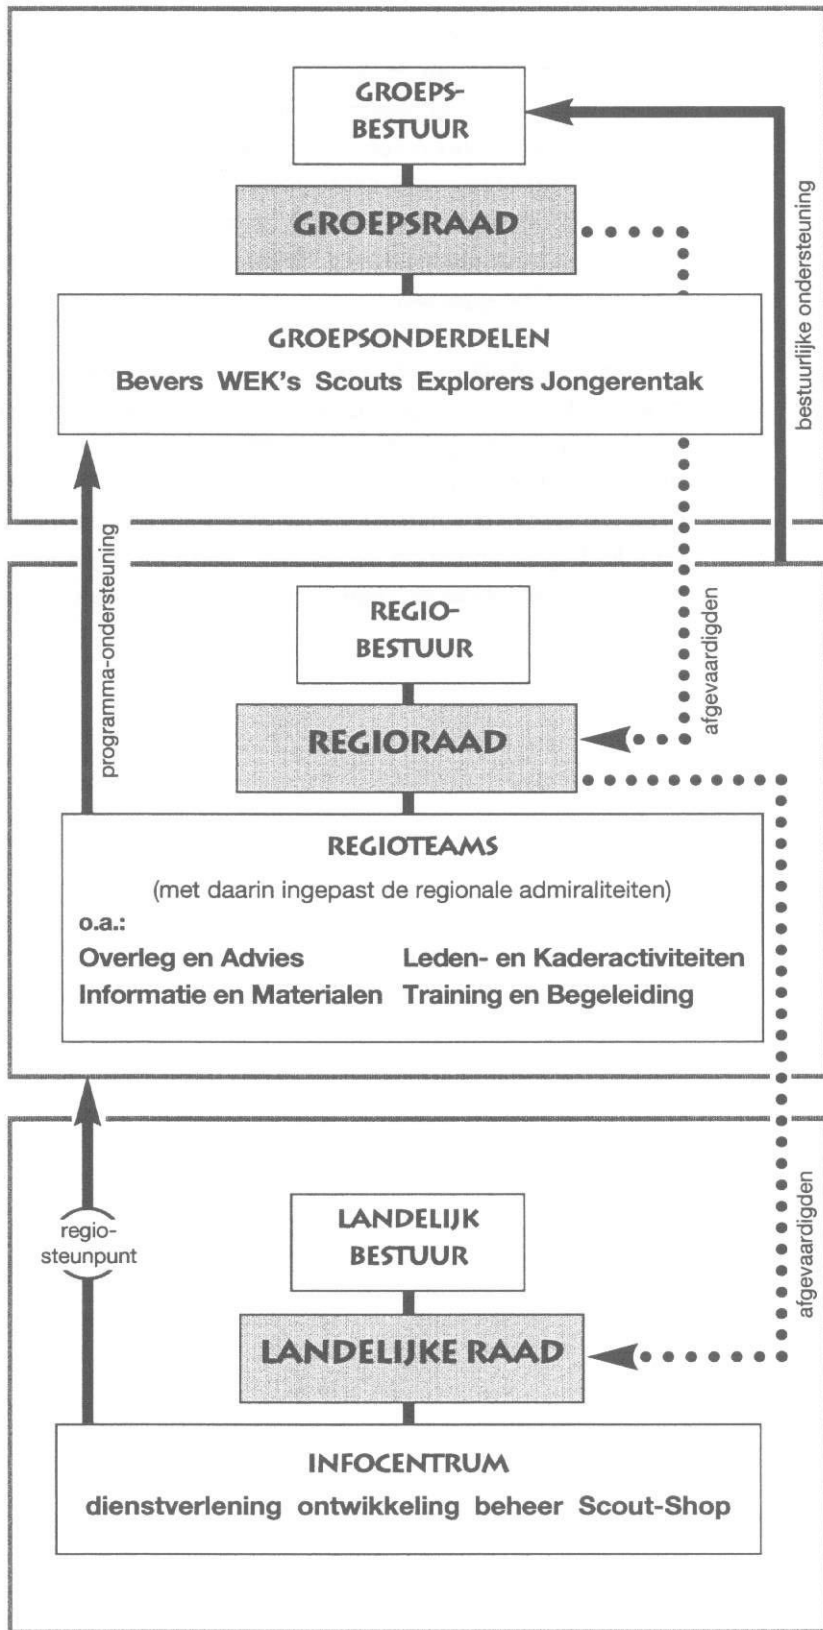 GROEPS-
BESTUUR
GROEPSRAAD
GROEPSONDERDELEN
Bevers WEK's Scouts Explorers Jongerentak
bestuurlijke ondersteuning
programma-ondersteuning
afgevaardigden
REGIO-
BESTUUR
REGIORAAD
REGIOTEAMS
(met daarin ingepast de regionale admiraliteiten)
o.a.:
Overleg en Advies Leden- en Kaderactiviteiten
Informatie en Materialen Training en Begeleiding
regio-
steunpunt
afgevaardigden
LANDELIJK
BESTUUR
LANDELIJKE RAAD
INFOCENTRUM
dienstverlening ontwikkeling beheer Scout-Shop